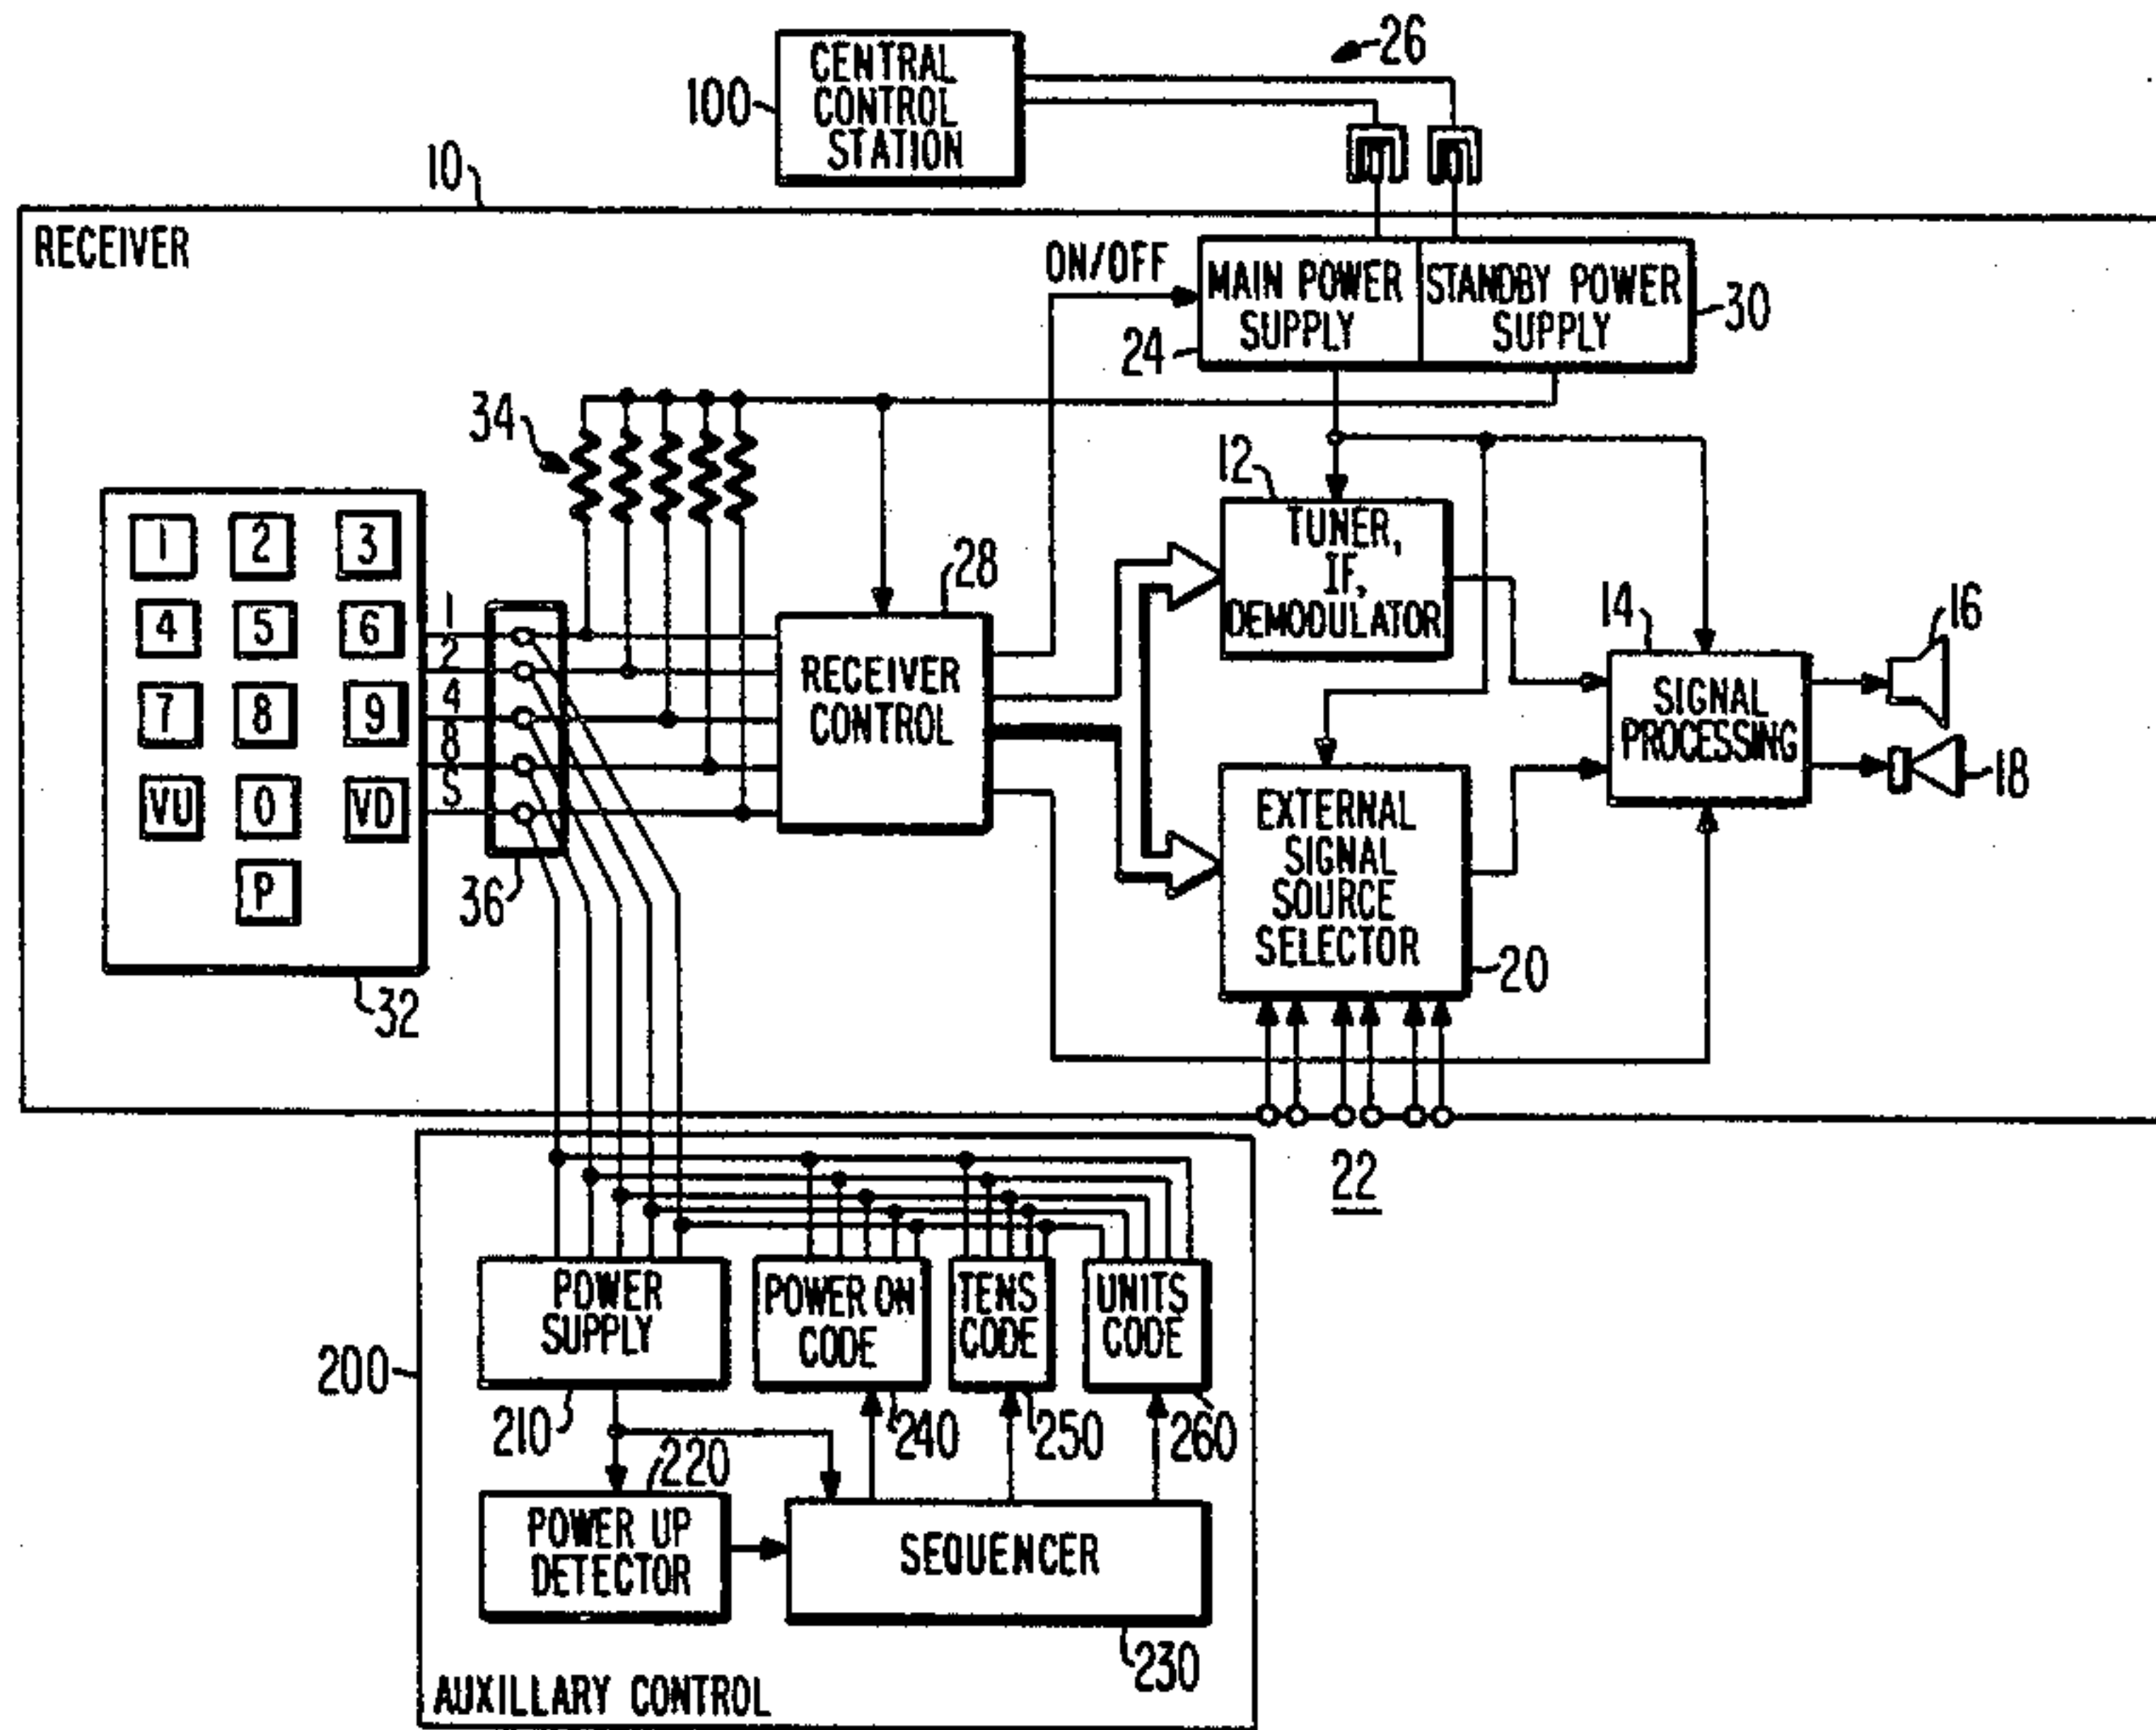 26
CENTRAL
CONTROL
STATION
100
10
RECEIVER
ON/OFF
MAIN POWER
SUPPLY
STANDBY POWER
SUPPLY
24
30
34
12
TUNER,
IF,
DEMODULATOR
1 2 3
4 5 6
7 8 9
VU 0 VD
P
32
1
2
4
8
S
36
28
RECEIVER
CONTROL
14
SIGNAL
PROCESSING
16
18
EXTERNAL
SIGNAL
SOURCE
SELECTOR
20
22
POWER
SUPPLY
POWER ON
CODE
TENS
CODE
UNITS
CODE
200
210
220
240
250
260
POWER UP
DETECTOR
SEQUENCER
230
AUXILLARY CONTROL